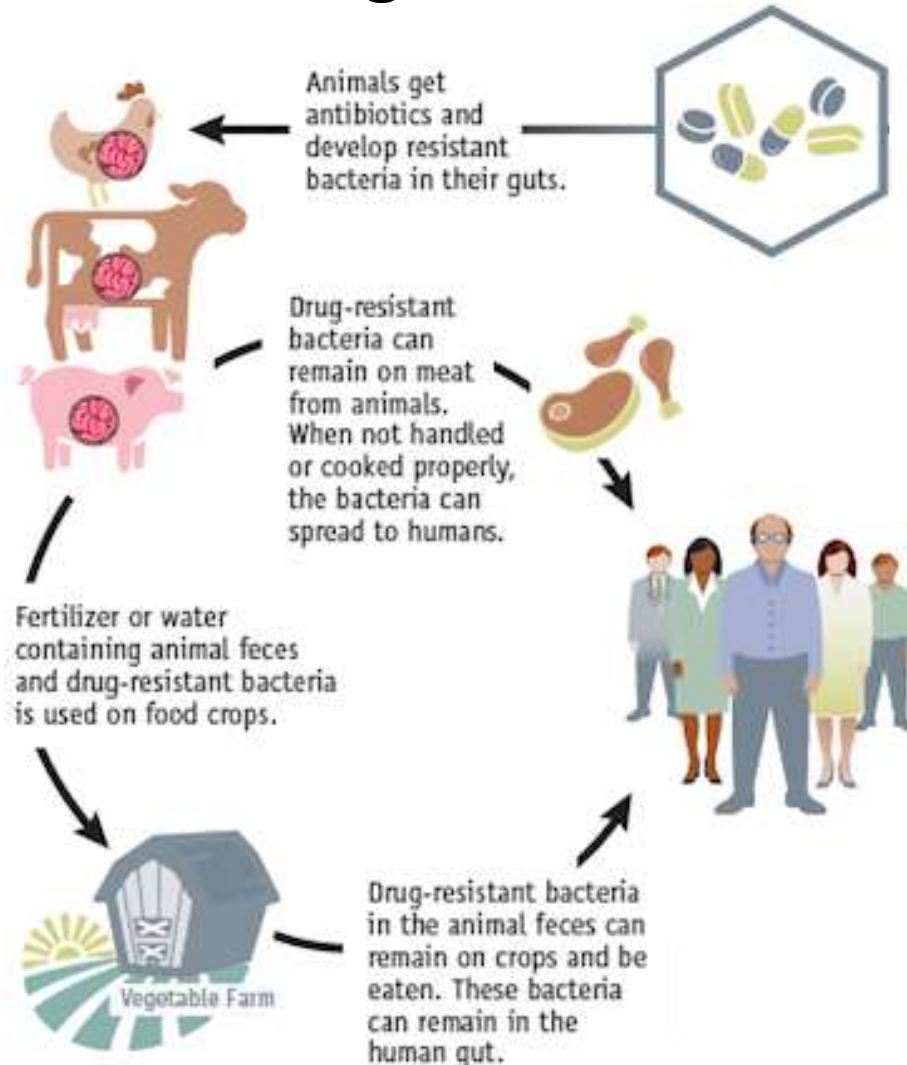 Animals get
antibiotics and
develop resistant
bacteria in their guts.
Drug-resistant
bacteria can
remain on meat
from animals.
When not handled
or cooked properly,
the bacteria can
spread to humans.
Fertilizer or water
containing animal feces
and drug-resistant bacteria
is used on food crops.
Vegetable Farm
Drug-resistant bacteria
in the animal feces can
remain on crops and be
eaten. These bacteria
can remain in the
human gut.